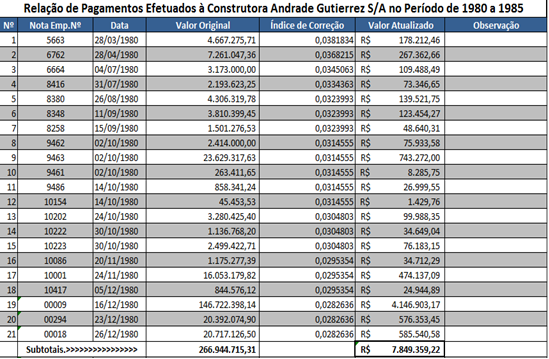 Relação de Pagamentos Efetuados à Construtora Andrade Gutierrez S/A no Período de 1980 a 1985
Nº Nota Emp.Nº Data Valor Original Índice de Correção Valor Atualizado Observação
1 5663 28/03/1980 4.667.275,71 0,0381834 R$ 178.212,46
2 6762 28/04/1980 7.261.047,36 0,0368215 R$ 267.362,66
3 6664 04/07/1980 3.173.000,00 0,0345063 R$ 109.488,49
4 8416 31/07/1980 2.193.623,25 0,0334363 R$ 73.346,65
5 8380 26/08/1980 4.306.319,78 0,0323993 R$ 139.521,75
6 8348 11/09/1980 3.810.399,45 0,0323993 R$ 123.454,27
7 8258 15/09/1980 1.501.276,53 0,0323993 R$ 48.640,31
8 9462 02/10/1980 2.414.000,00 0,0314555 R$ 75.933,58
9 9463 02/10/1980 23.629.317,63 0,0314555 R$ 743.272,00
10 9461 02/10/1980 263.411,65 0,0314555 R$ 8.285,75
11 9486 14/10/1980 858.341,24 0,0314555 R$ 26.999,55
12 10154 14/10/1980 45.453,53 0,0314555 R$ 1.429,76
13 10202 24/10/1980 3.280.425,40 0,0304803 R$ 99.988,35
14 10222 30/10/1980 1.136.768,20 0,0304803 R$ 34.649,04
15 10223 30/10/1980 2.499.422,71 0,0304803 R$ 76.183,15
16 10086 20/11/1980 1.175.277,39 0,0295354 R$ 34.712,29
17 10001 24/11/1980 16.053.179,82 0,0295354 R$ 474.137,09
18 10417 05/12/1980 844.576,12 0,0295354 R$ 24.944,89
19 00009 16/12/1980 146.722.398,14 0,0282636 R$ 4.146.903,17
20 00294 23/12/1980 20.392.074,90 0,0282636 R$ 576.353,45
21 00018 26/12/1980 20.717.126,50 0,0282636 R$ 585.540,58
Subtotais.>>>>>>>>>>>>>>> 266.944.715,31 R$ 7.849.359,22